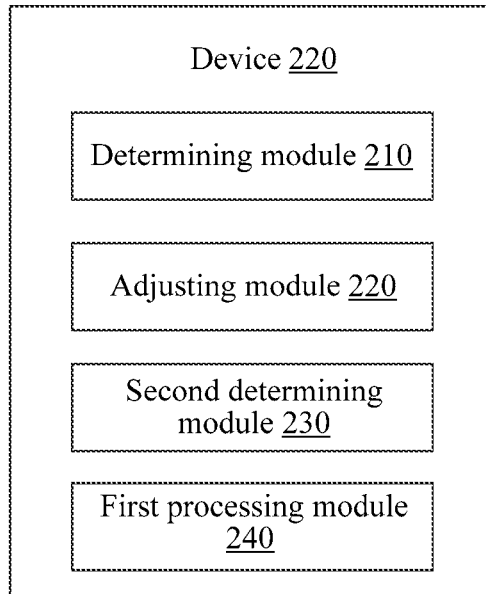 Device 220
Determining module 210
Adjusting module 220
Second determining
module 230
First processing module
240